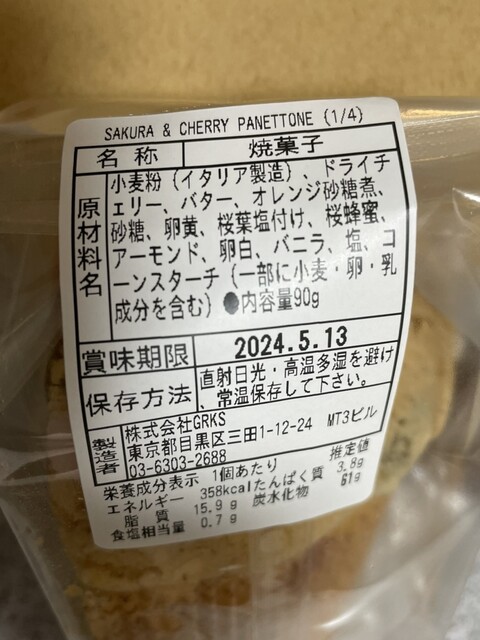 SAKURA & CHERRY PANETTONE (1/4)
名 称 焼菓子
原材料名
小麦粉（イタリア製造）、ドライチ
ェリー、バター、オレンジ砂糖煮、
砂糖、卵黄、桜葉塩付け、桜蜂蜜、
アーモンド、卵白、バニラ、塩、コ
ーンスターチ（一部に小麦・卵・乳
成分を含む）●内容量90g
賞味期限 2024.5.13
保存方法 直射日光・高温多湿を避け
、常温保存して下さい。
製造者
株式会社GRKS
東京都目黒区三田1-12-24 MT3ビル
03-6303-2688
栄養成分表示 1個あたり 推定値
エネルギー 358kcal たんぱく質 3.8g
脂 質 15.9g 炭水化物 61g
食塩相当量 0.7g